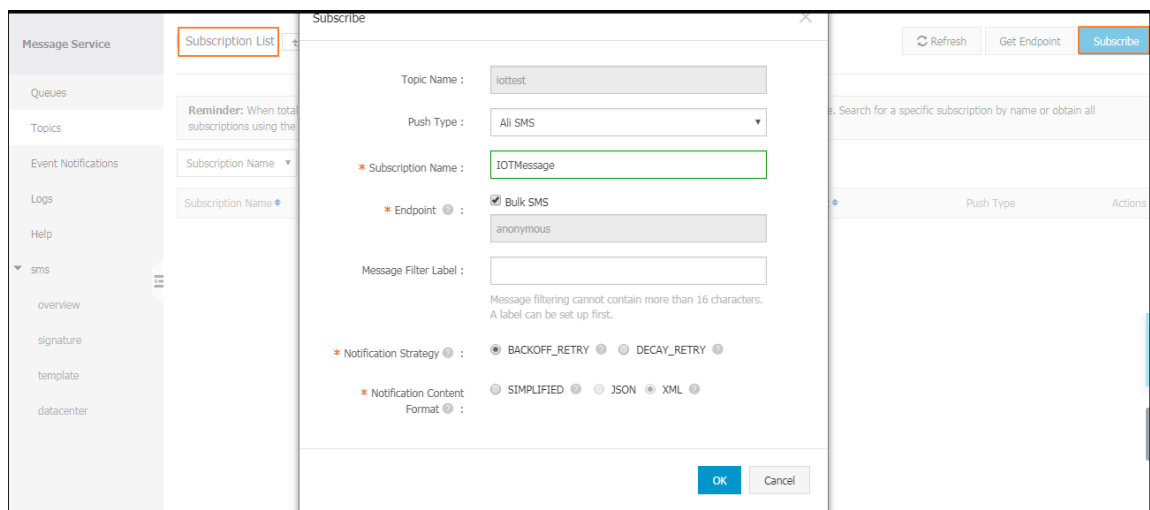 Message Service
Queues
Topics
Event Notifications
Logs
Help
sms
overview
signature
template
datacenter
Subscription List
Refresh
Get Endpoint
Subscribe
Reminder: When total
e. Search for a specific subscription by name or obtain all
subscriptions using the
Subscription Name
Subscription Name
Push Type
Actions
Subscribe
Topic Name :
iottest
Push Type :
Ali SMS
* Subscription Name :
IOTMessage
* Endpoint :
Bulk SMS
anonymous
Message Filter Label :
Message filtering cannot contain more than 16 characters.
A label can be set up first.
* Notification Strategy :
BACKOFF_RETRY
DECAY_RETRY
* Notification Content
Format :
SIMPLIFIED
JSON
XML
OK
Cancel